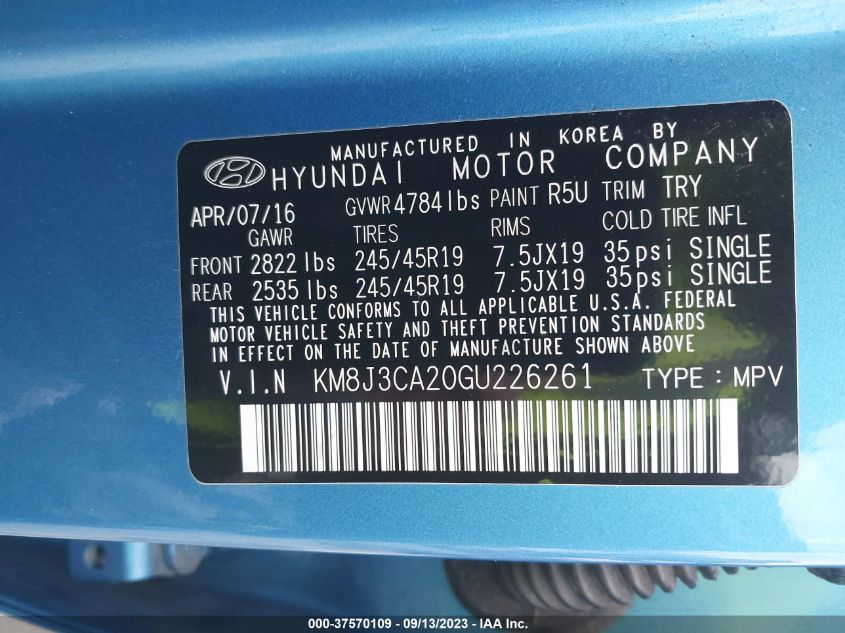 MANUFACTURED IN KOREA BY
HYUNDAI MOTOR COMPANY
APR/07/16 GVWR 4784lbs PAINT R5U TRIM TRY
GAWR TIRES RIMS COLD TIRE INFL
FRONT 2822 lbs 245/45R19 7.5JX19 35psi SINGLE
REAR 2535 lbs 245/45R19 7.5JX19 35psi SINGLE
THIS VEHICLE CONFORMS TO ALL APPLICABLE U.S.A. FEDERAL
MOTOR VEHICLE SAFETY AND THEFT PREVENTION STANDARDS
IN EFFECT ON THE DATE OF MANUFACTURE SHOWN ABOVE
V.I.N KM8J3CA20GU226261 TYPE : MPV
000-37570109 - 09/13/2023 - IAA Inc.